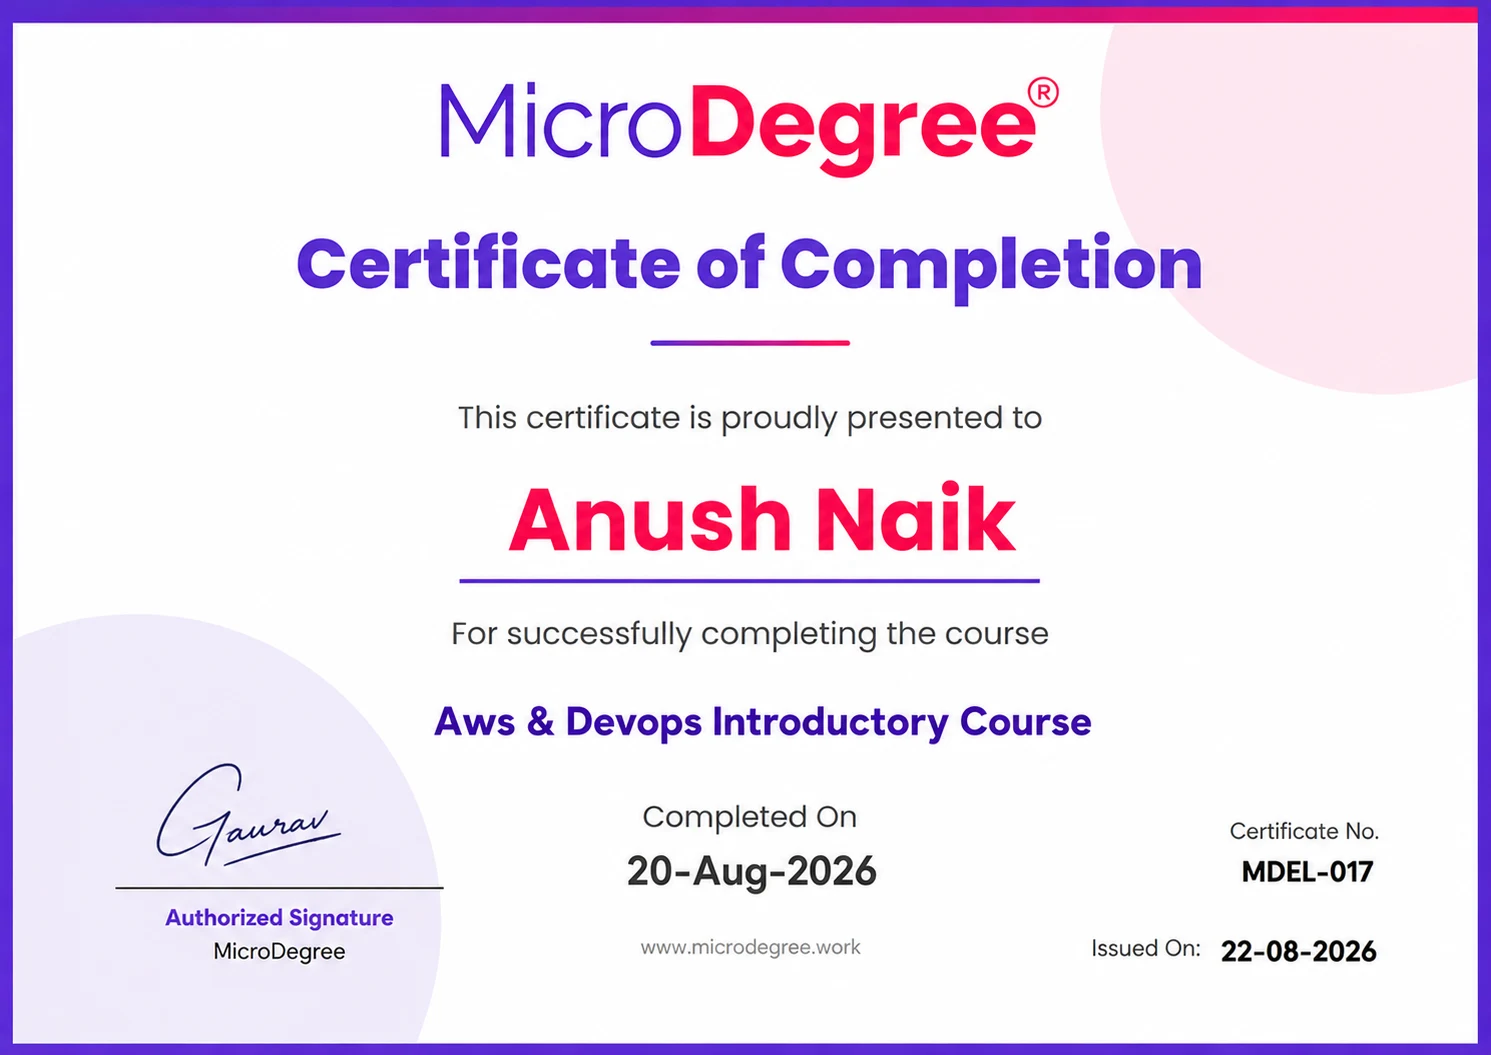 MicroDegree®
Certificate of Completion
This certificate is proudly presented to
Anush Naik
For successfully completing the course
Aws & Devops Introductory Course
Gaurav
Authorized Signature
MicroDegree
Completed On
20-Aug-2026
www.microdegree.work
Certificate No.
MDEL-017
Issued On: 22-08-2026